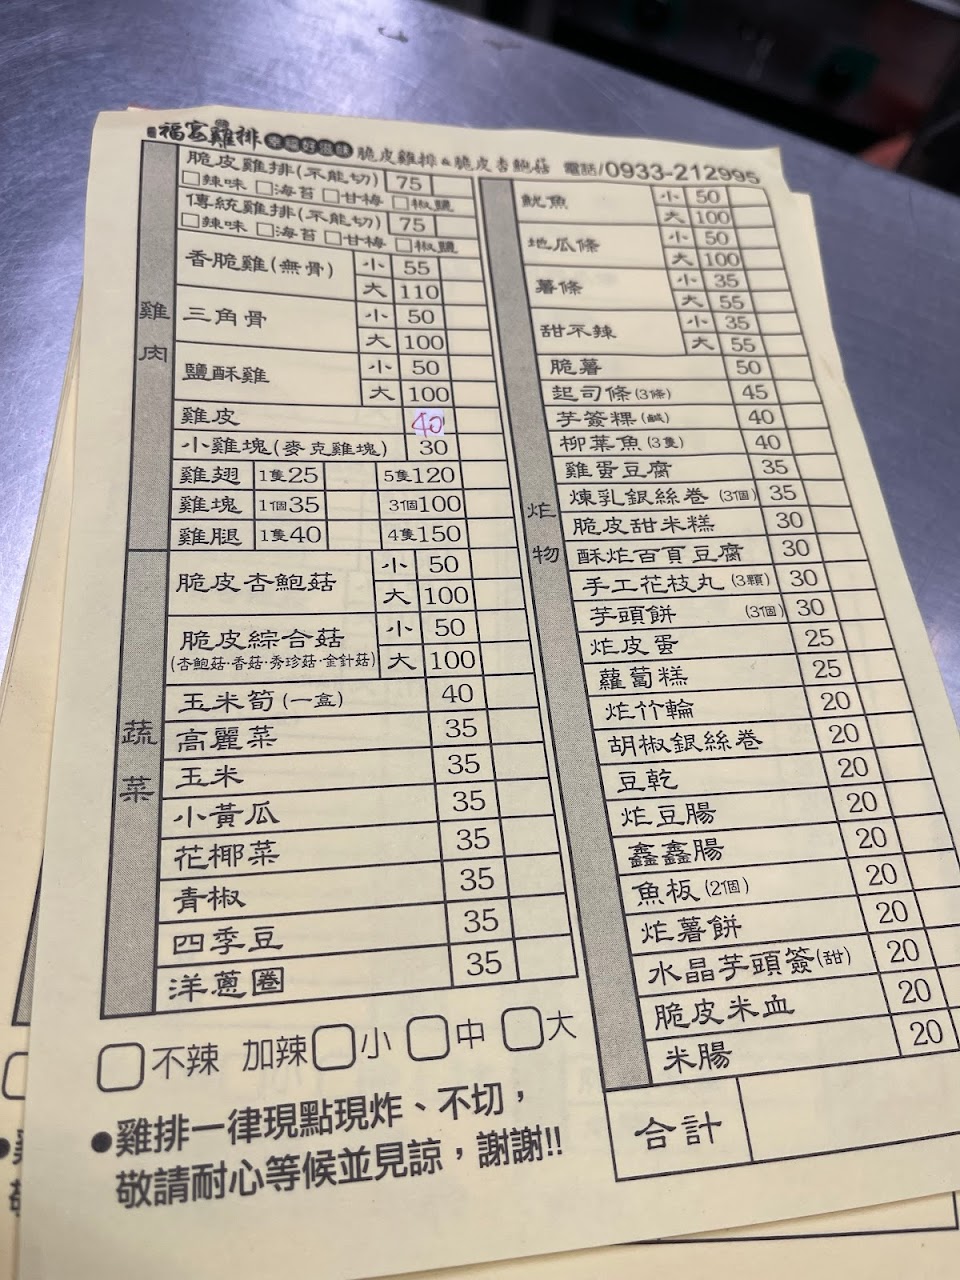 福宏雞排 幸福好滋味 脆皮雞排&脆皮杏鮑菇 電話/0933-212995
雞肉
脆皮雞排(不能切) 75
□辣味 □海苔 □甘梅 □椒鹽
傳統雞排(不能切) 75
□辣味 □海苔 □甘梅 □椒鹽
香脆雞(無骨) 小 55
大 110
三角骨 小 50
大 100
鹽酥雞 小 50
大 100
雞皮 40
小雞塊(麥克雞塊) 30
雞翅 1隻25 5隻120
雞塊 1個35 3個100
雞腿 1隻40 4隻150
蔬菜
脆皮杏鮑菇 小 50
大 100
脆皮綜合菇 小 50
(杏鮑菇·香菇·秀珍菇·金針菇) 大 100
玉米筍(一盒) 40
高麗菜 35
玉米 35
小黃瓜 35
花椰菜 35
青椒 35
四季豆 35
洋蔥圈 35
炸物
魷魚 小 50
大 100
地瓜條 小 50
大 100
薯條 小 35
大 55
甜不辣 小 35
大 55
脆薯 50
起司條(3條) 45
芋簽粿(鹹) 40
柳葉魚(3隻) 40
雞蛋豆腐 35
煉乳銀絲卷(3個) 35
脆皮甜米糕 30
酥炸百頁豆腐 30
手工花枝丸(3顆) 30
芋頭餅 (3個) 30
炸皮蛋 25
蘿蔔糕 25
炸竹輪 20
胡椒銀絲卷 20
豆乾 20
炸豆腸 20
鑫鑫腸 20
魚板(2個) 20
炸薯餅 20
水晶芋頭簽(甜) 20
脆皮米血 20
米腸 20
合計
□不辣 加辣□小 □中 □大
●雞排一律現點現炸、不切，
敬請耐心等候並見諒，謝謝!!